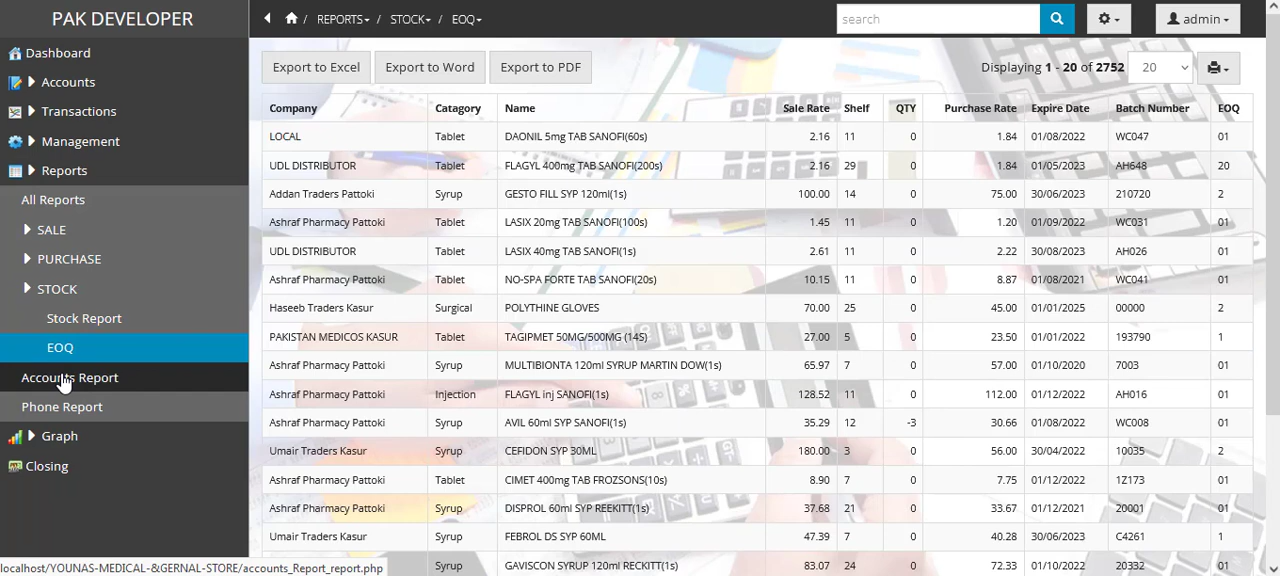 PAK DEVELOPER
REPORTS / STOCK / EOQ
search
admin
Dashboard
Accounts
Transactions
Management
Reports
All Reports
SALE
PURCHASE
STOCK
Stock Report
EOQ
Accounts Report
Phone Report
Graph
Closing
Export to Excel Export to Word Export to PDF
Displaying 1 - 20 of 2752 20
Company Catagory Name Sale Rate Shelf QTY Purchase Rate Expire Date Batch Number EOQ
LOCAL Tablet DAONIL 5mg TAB SANOFI(60s) 2.16 11 0 1.84 01/08/2022 WC047 01
UDL DISTRIBUTOR Tablet FLAGYL 400mg TAB SANOFI(200s) 2.16 29 0 1.84 01/05/2023 AH648 20
Addan Traders Pattoki Syrup GESTO FILL SYP 120ml(1s) 100.00 14 0 75.00 30/06/2023 210720 2
Ashraf Pharmacy Pattoki Tablet LASIX 20mg TAB SANOFI(100s) 1.45 11 0 1.20 01/09/2022 WC031 01
UDL DISTRIBUTOR Tablet LASIX 40mg TAB SANOFI(1s) 2.61 11 0 2.22 30/08/2023 AH026 01
Ashraf Pharmacy Pattoki Tablet NO-SPA FORTE TAB SANOFI(20s) 10.15 11 0 8.87 01/08/2021 WC041 01
Haseeb Traders Kasur Surgical POLYTHINE GLOVES 70.00 25 0 45.00 01/01/2025 00000 2
PAKISTAN MEDICOS KASUR Tablet TAGIPMET 50MG/500MG (14S) 27.00 5 0 23.50 01/01/2023 193790 1
Ashraf Pharmacy Pattoki Syrup MULTIBIONTA 120ml SYRUP MARTIN DOW(1s) 65.97 7 0 57.00 01/10/2020 7003 01
Ashraf Pharmacy Pattoki Injection FLAGYL inj SANOFI(1s) 128.52 11 0 112.00 01/12/2022 AH016 01
Ashraf Pharmacy Pattoki Syrup AVIL 60ml SYP SANOFI(1s) 35.29 12 -3 30.66 01/08/2022 WC008 01
Umair Traders Kasur Syrup CEFIDON SYP 30ML 180.00 3 0 56.00 30/04/2022 10035 2
Ashraf Pharmacy Pattoki Tablet CIMET 400mg TAB FROZSONS(10s) 8.90 7 0 7.75 01/12/2022 1Z173 01
Ashraf Pharmacy Pattoki Syrup DISPROL 60ml SYP REEKITT(1s) 37.68 21 0 33.67 01/12/2021 20001 01
Umair Traders Kasur Syrup FEBROL DS SYP 60ML 47.39 7 0 40.28 30/06/2023 C4261 1
Ashraf Pharmacy Pattoki Syrup GAVISCON SYRUP 120ml RECKITT(1s) 83.07 24 0 72.33 01/10/2022 20332 01
localhost/YOUNAS-MEDICAL-&GERNAL-STORE/accounts_Report_report.php